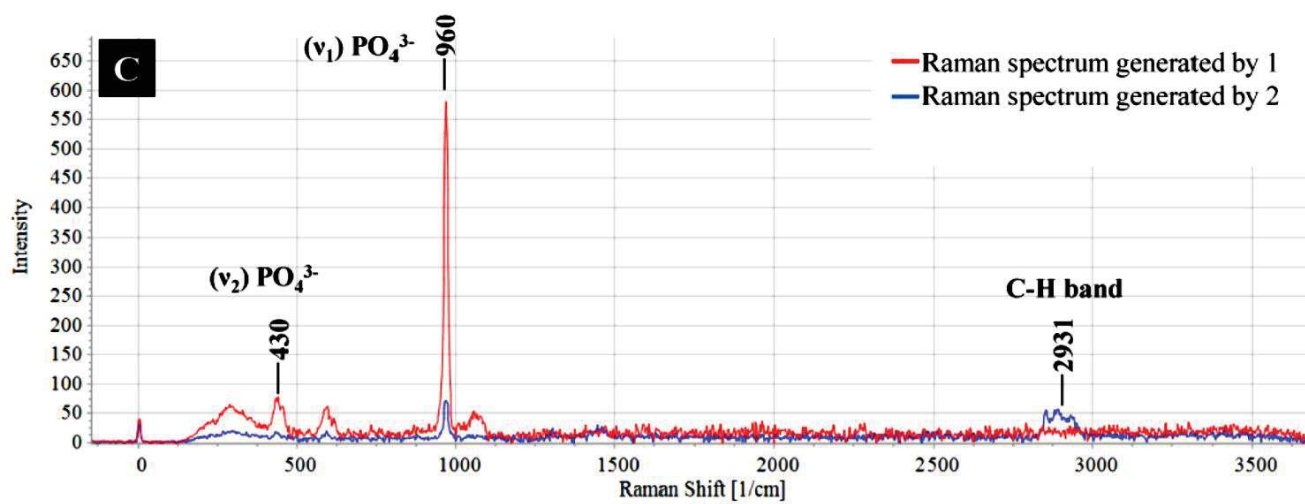 C
(ν₁) PO₄³⁻
960
Raman spectrum generated by 1
Raman spectrum generated by 2
(ν₂) PO₄³⁻
430
C-H band
2931
Intensity
650
600
550
500
450
400
350
300
250
200
150
100
50
0
0 500 1000 1500 2000 2500 3000 3500
Raman Shift [1/cm]